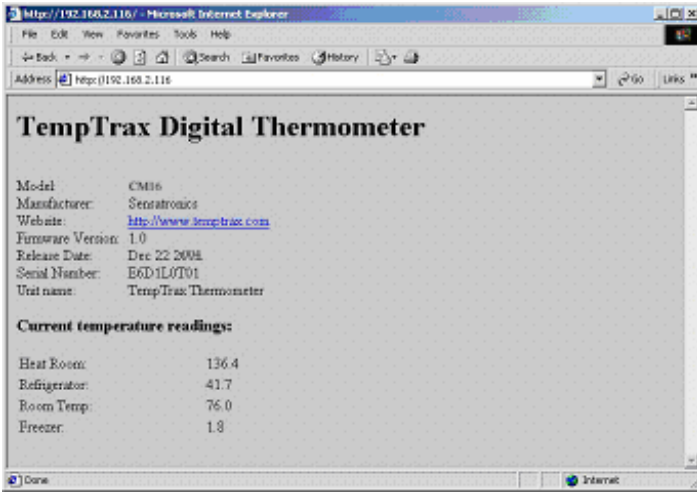 http://192.168.2.116/ - Microsoft Internet Explorer
File Edit View Favorites Tools Help
Back Search Favorites History
Address http://192.168.2.116 Go Links »
TempTrax Digital Thermometer
Model: CM16
Manufacturer: Sensatronics
Website: http://www.temptrax.com
Firmware Version: 1.0
Release Date: Dec 22
Serial Number: E6D1L0T01
Unit name: TempTrax Thermometer
Current temperature readings:
Heat Room: 136.4
Refrigerator: 41.7
Room Temp: 76.0
Freezer: 1.8
Done Internet